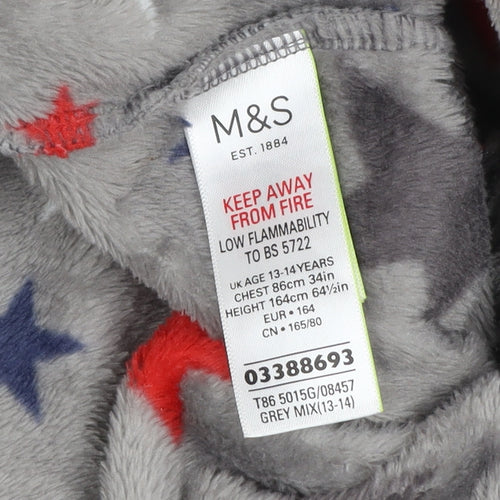 M&S
EST. 1884
KEEP AWAY
FROM FIRE
LOW FLAMMABILITY
TO BS 5722
UK AGE 13-14 YEARS
CHEST 86cm 34in
HEIGHT 164cm 64½in
EUR • 164
CN • 165/80
03388693
T86 5015G/08457
GREY MIX(13-14)